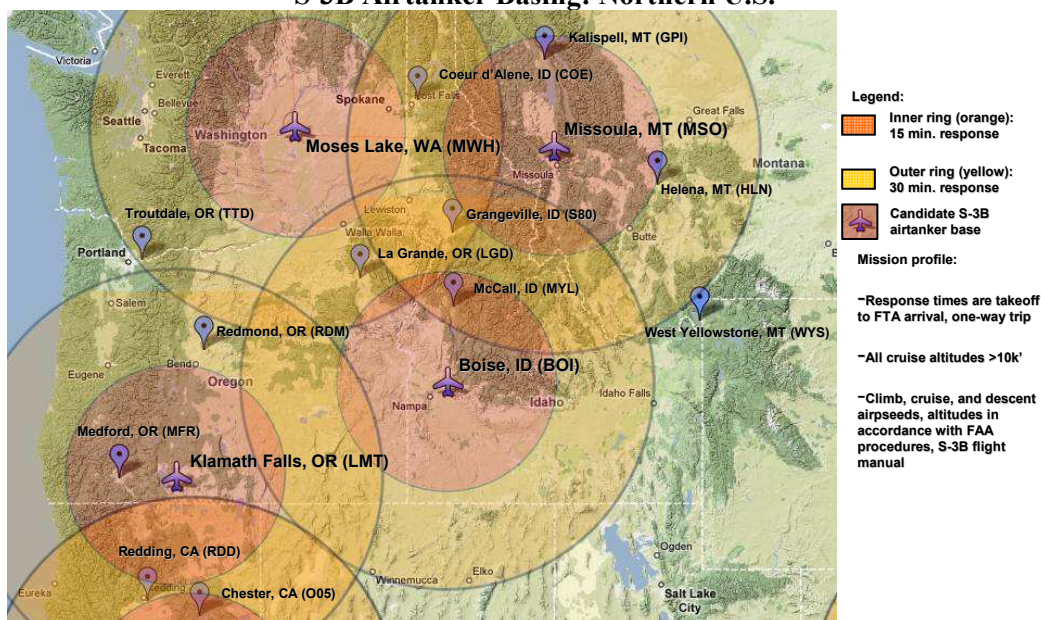 S-3B Airtanker Basing: Northern U.S.
Victoria
Kalispell, MT (GPI)
Everett
Coeur d'Alene, ID (COE)
Spokane
Post Falls
Bellevue
Seattle
Great Falls
Washington
Missoula, MT (MSO)
Tacoma
Moses Lake, WA (MWH)
Montana
Missoula
Helena, MT (HLN)
Troutdale, OR (TTD)
Lewiston
Grangeville, ID (S80)
Walla Walla
Butte
Portland
La Grande, OR (LGD)
McCall, ID (MYL)
Salem
Redmond, OR (RDM)
West Yellowstone, MT (WYS)
Bend
Boise, ID (BOI)
Eugene
Oregon
Nampa
Idaho
Idaho Falls
Medford, OR (MFR)
Klamath Falls, OR (LMT)
Redding, CA (RDD)
Ogden
Redding
Eureka
Chester, CA (O05)
Winnemucca
Elko
Salt Lake
City
Legend:
Inner ring (orange):
15 min. response
Outer ring (yellow):
30 min. response
Candidate S-3B
airtanker base
Mission profile:
-Response times are takeoff
to FTA arrival, one-way trip
-All cruise altitudes >10k'
-Climb, cruise, and descent
airpseeds, altitudes in
accordance with FAA
procedures, S-3B flight
manual